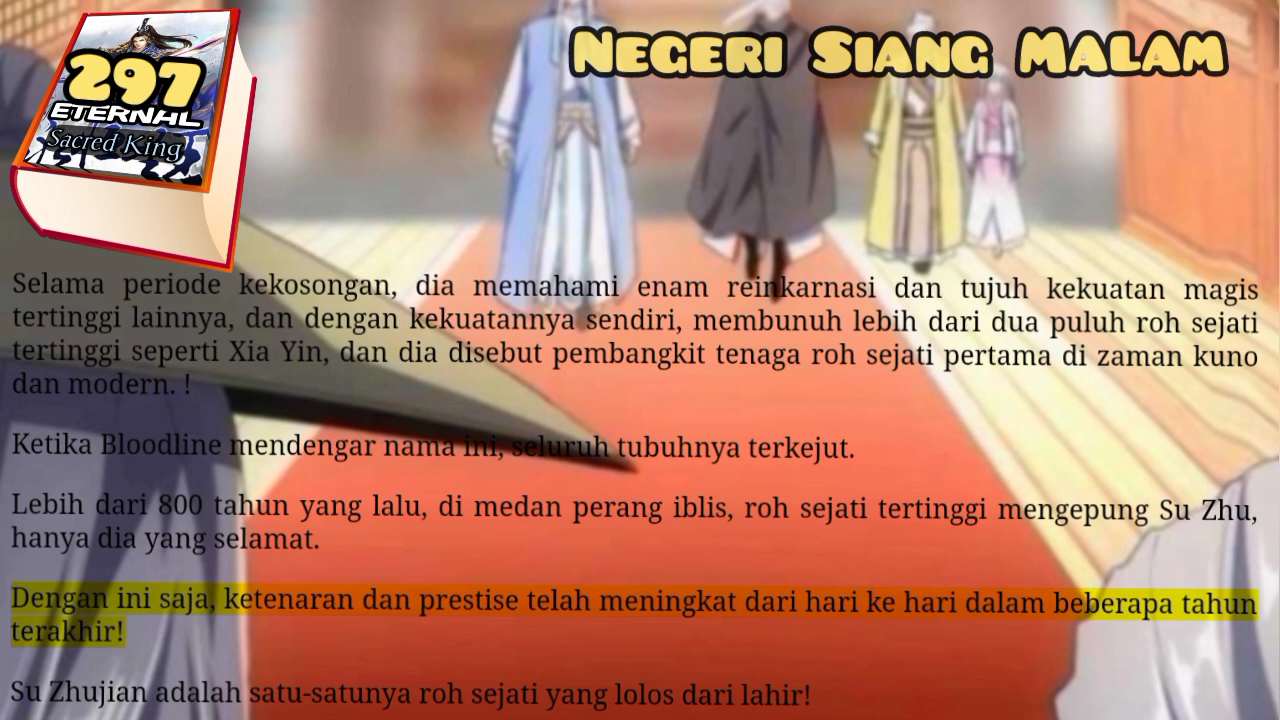 297
ETERNAL
Sacred King
NEGERI SIANG MALAM
Selama periode kekosongan, dia memahami enam reinkarnasi dan tujuh kekuatan magis
tertinggi lainnya, dan dengan kekuatannya sendiri, membunuh lebih dari dua puluh roh sejati
tertinggi seperti Xia Yin, dan dia disebut pembangkit tenaga roh sejati pertama di zaman kuno
dan modern. !
Ketika Bloodline mendengar nama ini, seluruh tubuhnya terkejut.
Lebih dari 800 tahun yang lalu, di medan perang iblis, roh sejati tertinggi mengepung Su Zhu,
hanya dia yang selamat.
Dengan ini saja, ketenaran dan prestise telah meningkat dari hari ke hari dalam beberapa tahun
terakhir!
Su Zhujian adalah satu-satunya roh sejati yang lolos dari lahir!